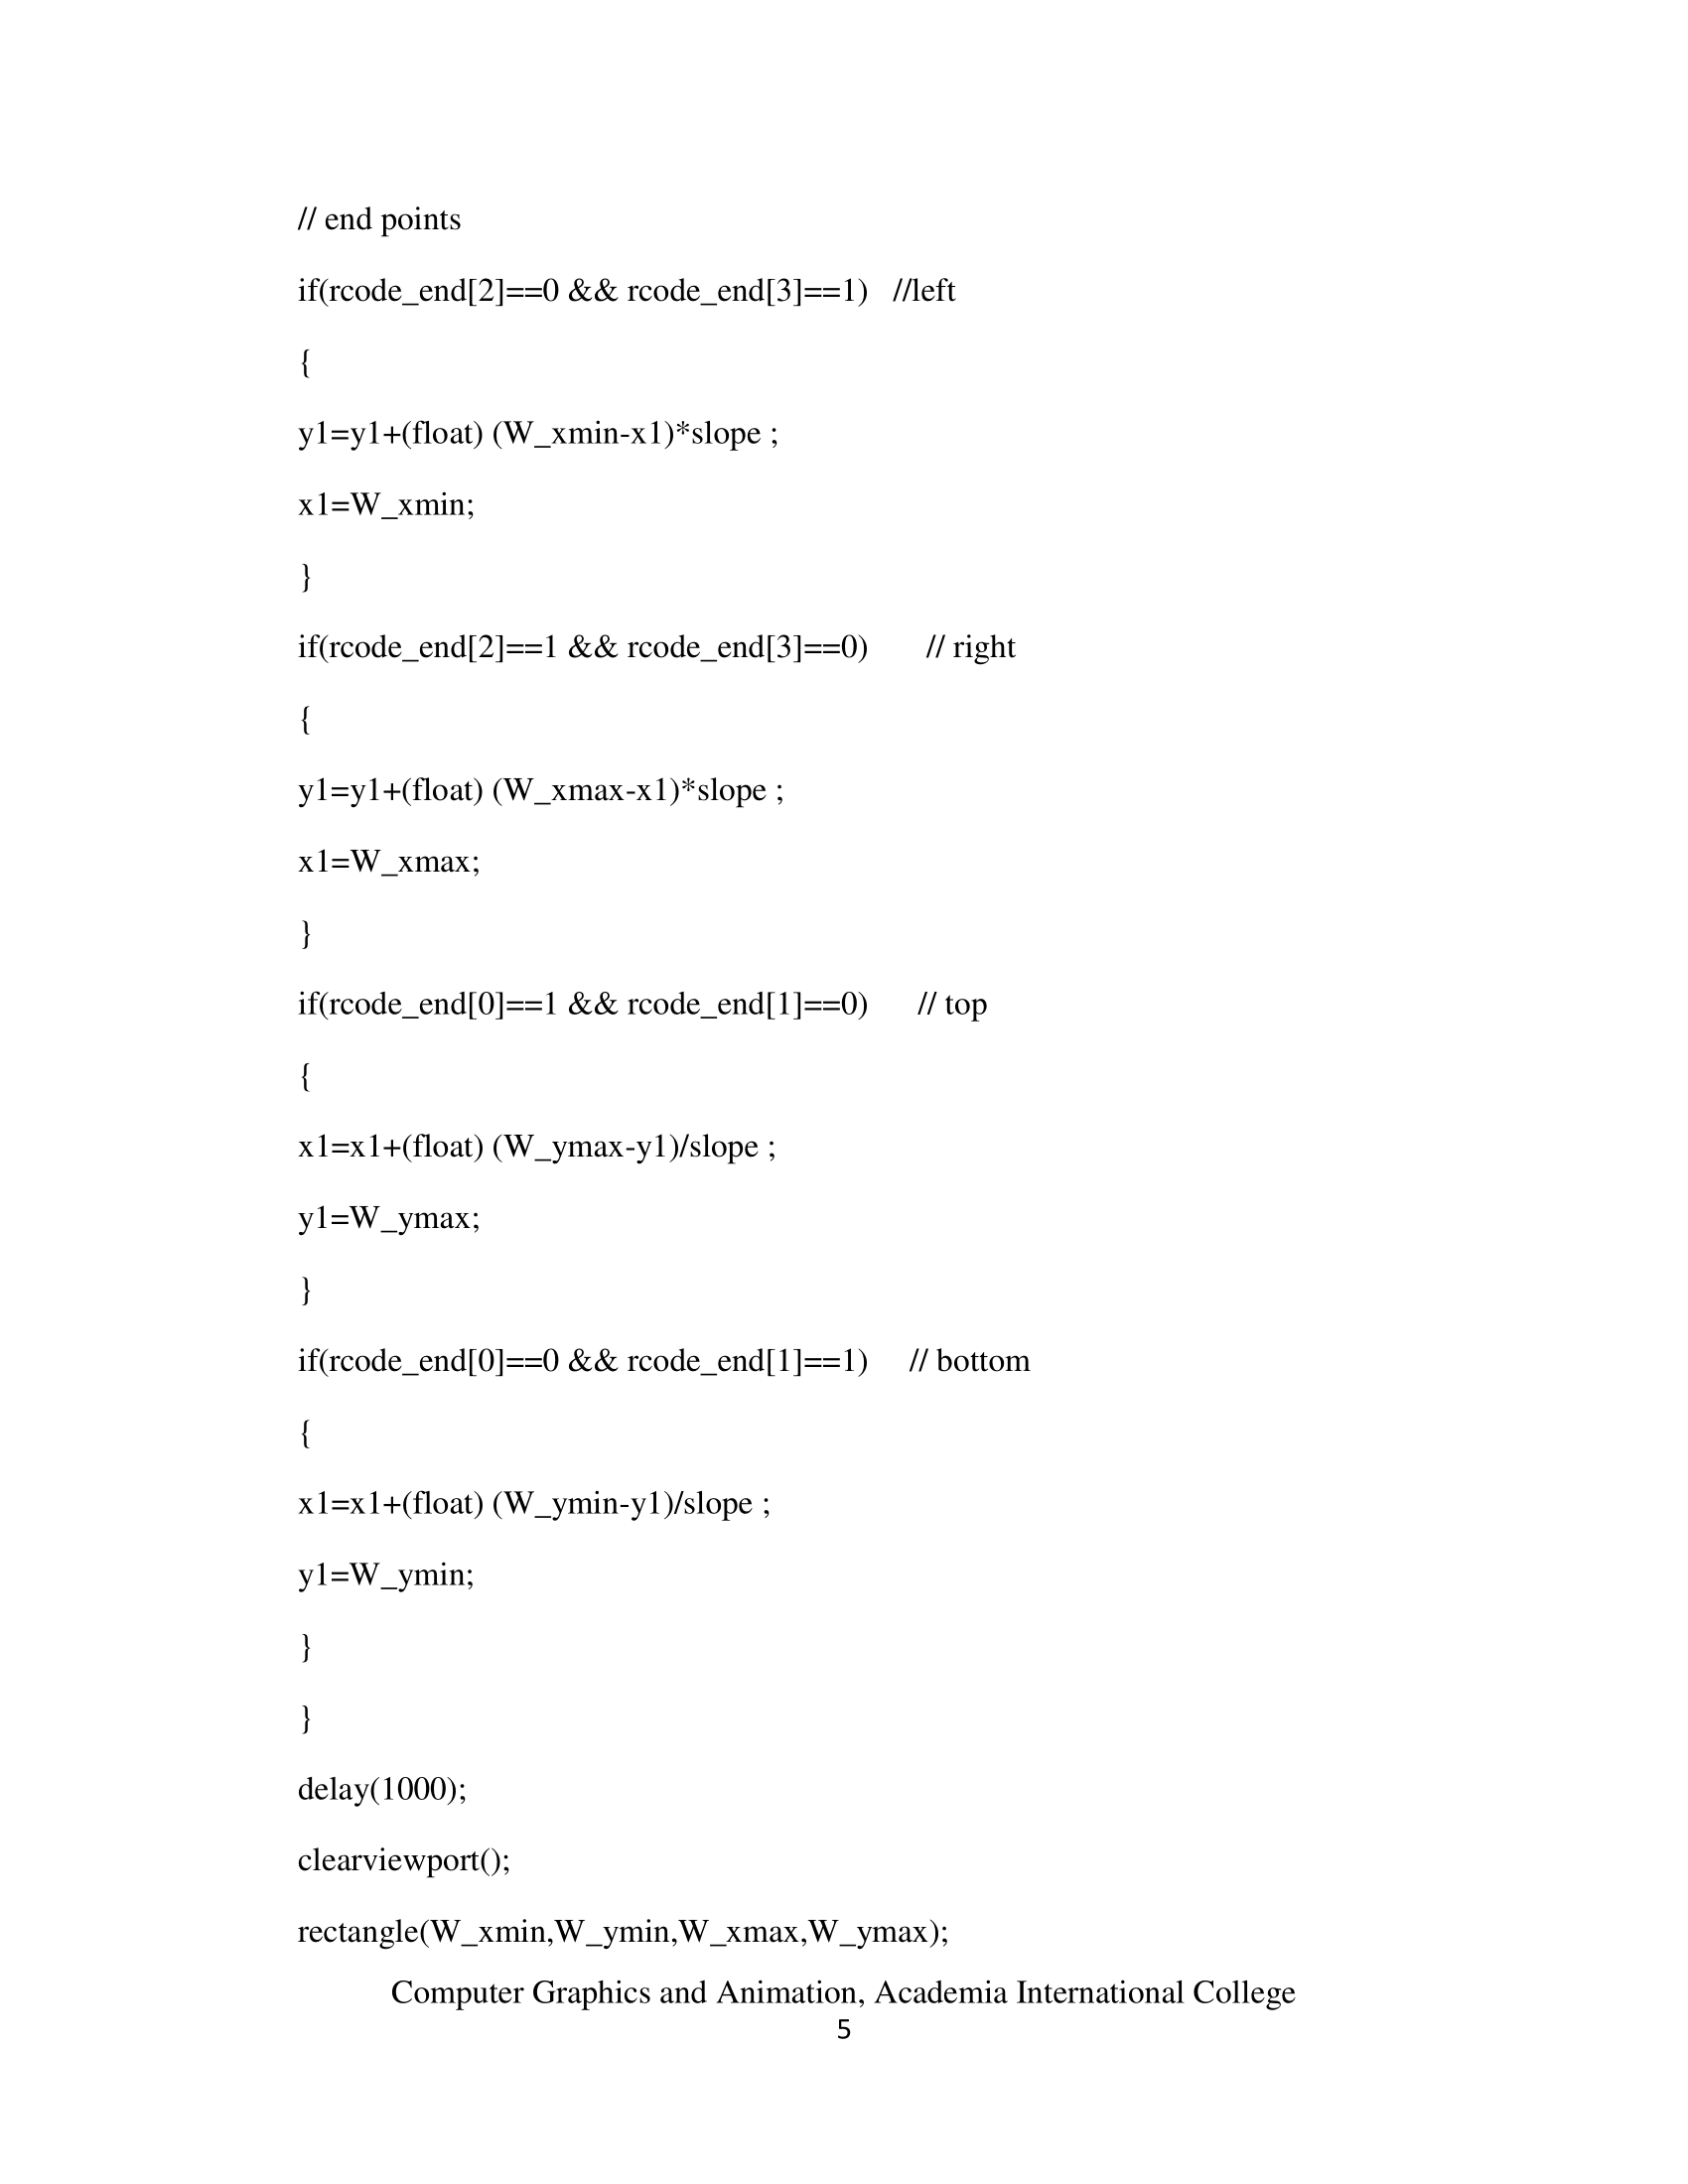 // end points
if(rcode_end[2]==0 && rcode_end[3]==1)   //left
{
y1=y1+(float) (W_xmin-x1)*slope ;
x1=W_xmin;
}
if(rcode_end[2]==1 && rcode_end[3]==0)       // right
{
y1=y1+(float) (W_xmax-x1)*slope ;
x1=W_xmax;
}
if(rcode_end[0]==1 && rcode_end[1]==0)      // top
{
x1=x1+(float) (W_ymax-y1)/slope ;
y1=W_ymax;
}
if(rcode_end[0]==0 && rcode_end[1]==1)     // bottom
{
x1=x1+(float) (W_ymin-y1)/slope ;
y1=W_ymin;
}
}
delay(1000);
clearviewport();
rectangle(W_xmin,W_ymin,W_xmax,W_ymax);
Computer Graphics and Animation, Academia International College
5